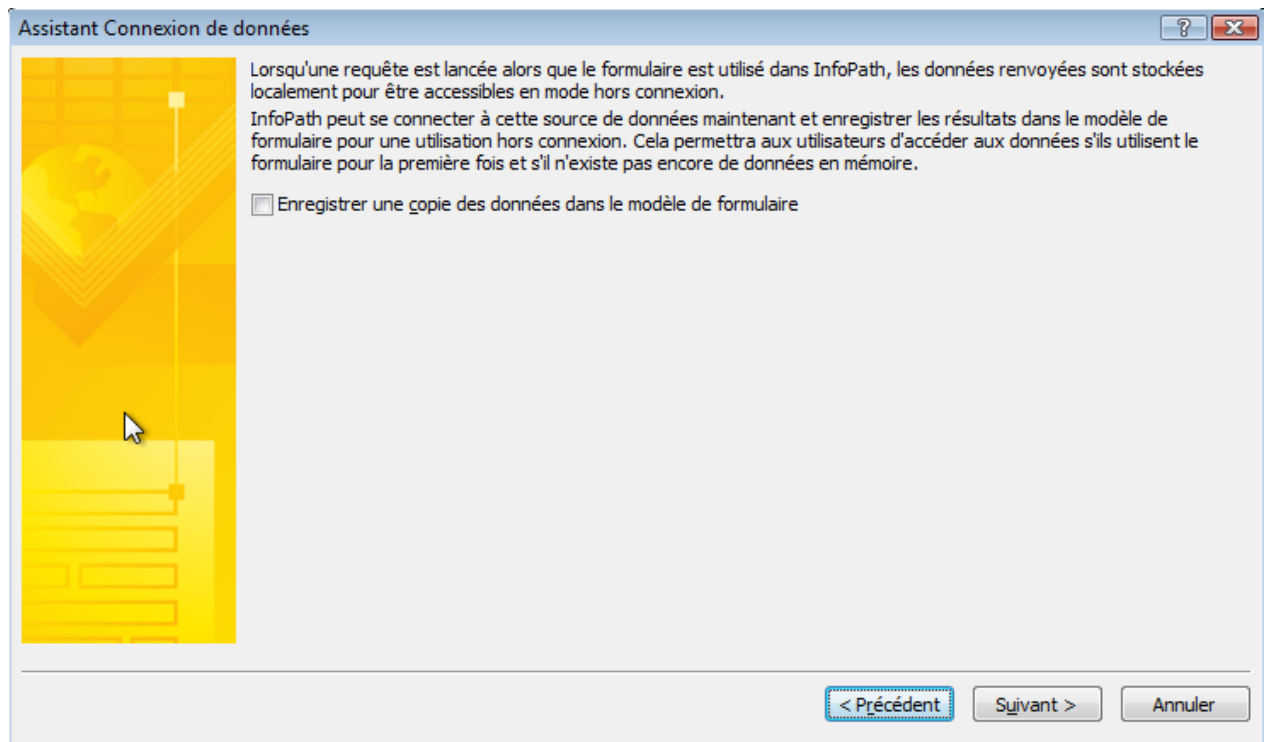 Assistant Connexion de données
Lorsqu'une requête est lancée alors que le formulaire est utilisé dans InfoPath, les données renvoyées sont stockées
localement pour être accessibles en mode hors connexion.
InfoPath peut se connecter à cette source de données maintenant et enregistrer les résultats dans le modèle de
formulaire pour une utilisation hors connexion. Cela permettra aux utilisateurs d'accéder aux données s'ils utilisent le
formulaire pour la première fois et s'il n'existe pas encore de données en mémoire.
Enregistrer une copie des données dans le modèle de formulaire
< Précédent Suivant > Annuler